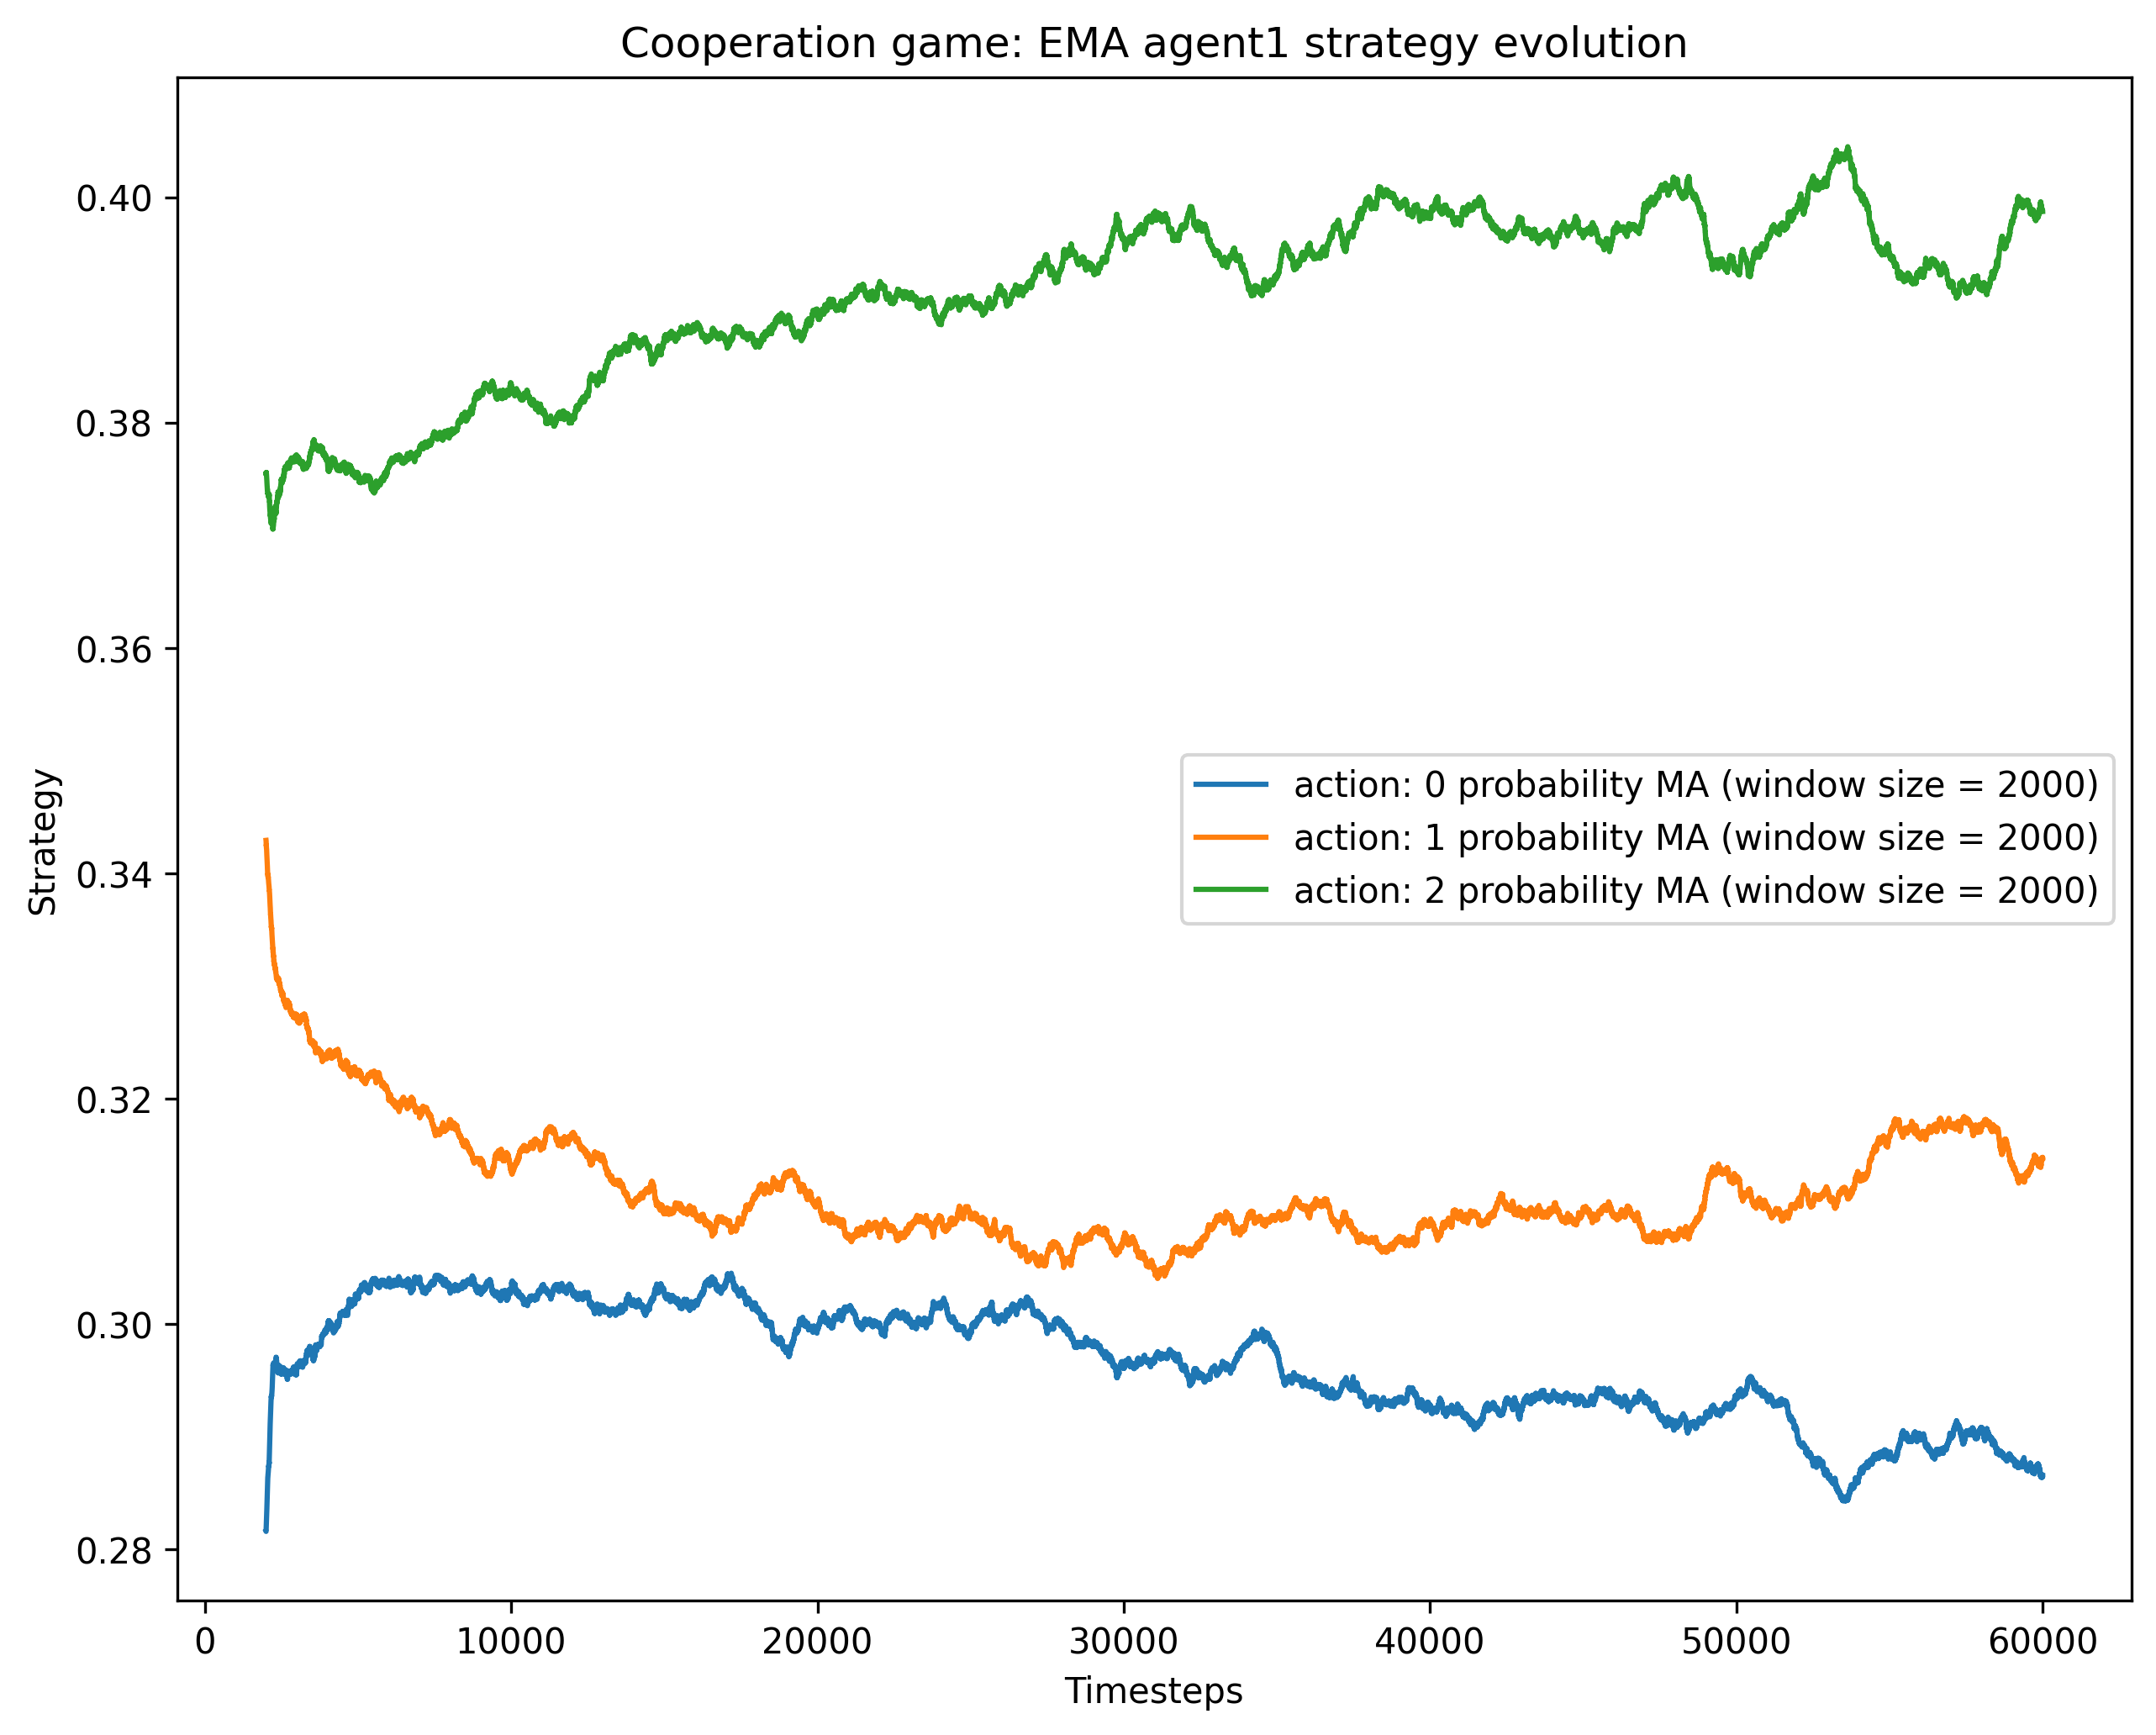 Cooperation game: EMA agent1 strategy evolution
Strategy
0.40
0.38
0.36
0.34
0.32
0.30
0.28
action: 0 probability MA (window size = 2000)
action: 1 probability MA (window size = 2000)
action: 2 probability MA (window size = 2000)
0 10000 20000 30000 40000 50000 60000
Timesteps